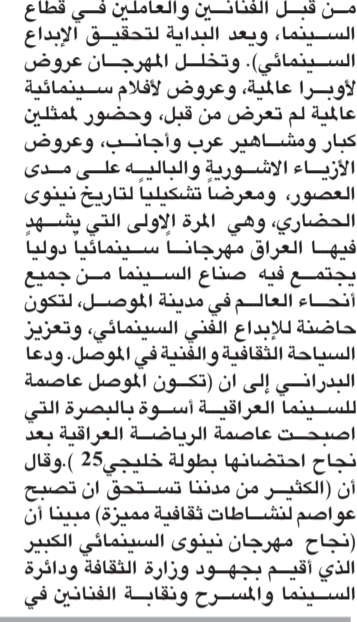 من قبل الفنانين والعاملين في قطاع
السينما، ويعد البداية لتحقيق الإبداع
السينمائي). وتخلل المهرجان عروض
لأوبرا عالمية، وعروض لأفلام سينمائية
عالمية لم تعرض من قبل، وحضور لممثلين
كبار ومشاهير عرب وأجانب، وعروض
الأزياء الاشورية والباليه على مدى
العصور، ومعرضاً تشكيلياً لتاريخ نينوى
الحضاري، وهي المرة الاولى التي يشهد
فيها العراق مهرجاناً سينمائياً دولياً
يجتمع فيه صناع السينما من جميع
أنحاء العالم في مدينة الموصل، لتكون
حاضنة للإبداع الفني السينمائي، وتعزيز
السياحة الثقافية والفنية في الموصل. ودعا
البدراني إلى ان (تكون الموصل عاصمة
للسينما العراقية أسوة بالبصرة التي
اصبحت عاصمة الرياضة العراقية بعد
نجاح احتضانها بطولة خليجي25 ).وقال
أن (الكثير من مدننا تستحق ان تصبح
عواصم لنشاطات ثقافية مميزة) مبينا أن
(نجاح مهرجان نينوى السينمائي الكبير
الذي أقيم بجهود وزارة الثقافة ودائرة
السينما والمسرح ونقابة الفنانين في